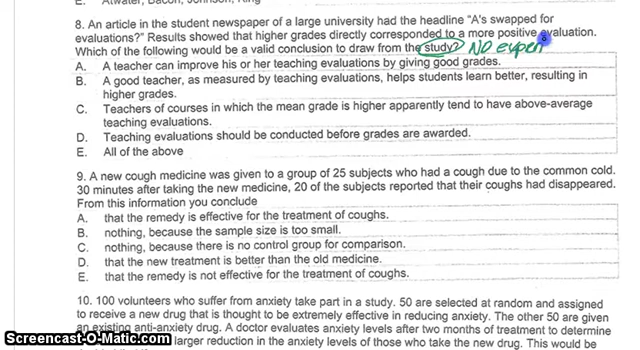 E. Atwater, Bacon, Johnson, King
8. An article in the student newspaper of a large university had the headline "A's swapped for
evaluations?" Results showed that higher grades directly corresponded to a more positive evaluation.
Which of the following would be a valid conclusion to draw from the study? No experi
A. A teacher can improve his or her teaching evaluations by giving good grades.
B. A good teacher, as measured by teaching evaluations, helps students learn better, resulting in
higher grades.
C. Teachers of courses in which the mean grade is higher apparently tend to have above-average
teaching evaluations.
D. Teaching evaluations should be conducted before grades are awarded.
E. All of the above
9. A new cough medicine was given to a group of 25 subjects who had a cough due to the common cold.
30 minutes after taking the new medicine, 20 of the subjects reported that their coughs had disappeared.
From this information you conclude
A. that the remedy is effective for the treatment of coughs.
B. nothing, because the sample size is too small.
C. nothing, because there is no control group for comparison.
D. that the new treatment is better than the old medicine.
E. that the remedy is not effective for the treatment of coughs.
10. 100 volunteers who suffer from anxiety take part in a study. 50 are selected at random and assigned
to receive a new drug that is thought to be extremely effective in reducing anxiety. The other 50 are given
an existing anti-anxiety drug. A doctor evaluates anxiety levels after two months of treatment to determine
larger reduction in the anxiety levels of those who take the new drug. This would be
Screencast-O-Matic.com